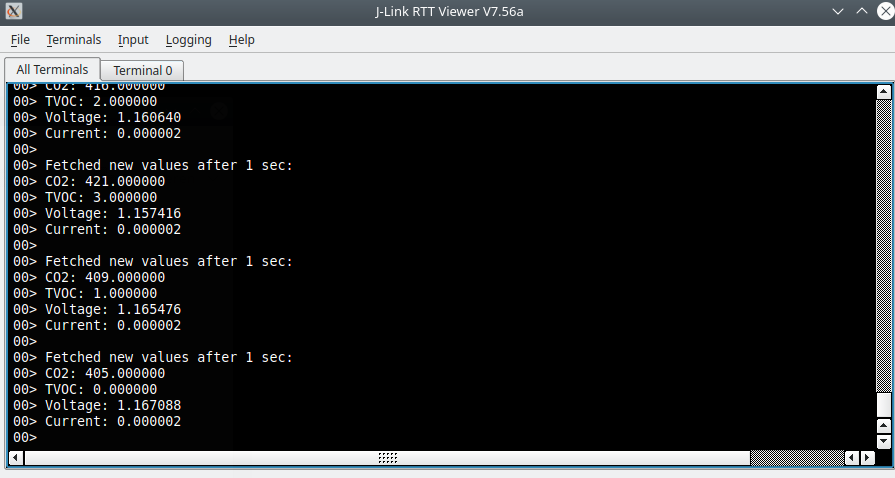 J-Link RTT Viewer V7.56a
File Terminals Input Logging Help
All Terminals Terminal 0
00> CO2: 416.000000
00> TVOC: 2.000000
00> Voltage: 1.160640
00> Current: 0.000002
00>
00> Fetched new values after 1 sec:
00> CO2: 421.000000
00> TVOC: 3.000000
00> Voltage: 1.157416
00> Current: 0.000002
00>
00> Fetched new values after 1 sec:
00> CO2: 409.000000
00> TVOC: 1.000000
00> Voltage: 1.165476
00> Current: 0.000002
00>
00> Fetched new values after 1 sec:
00> CO2: 405.000000
00> TVOC: 0.000000
00> Voltage: 1.167088
00> Current: 0.000002
00>